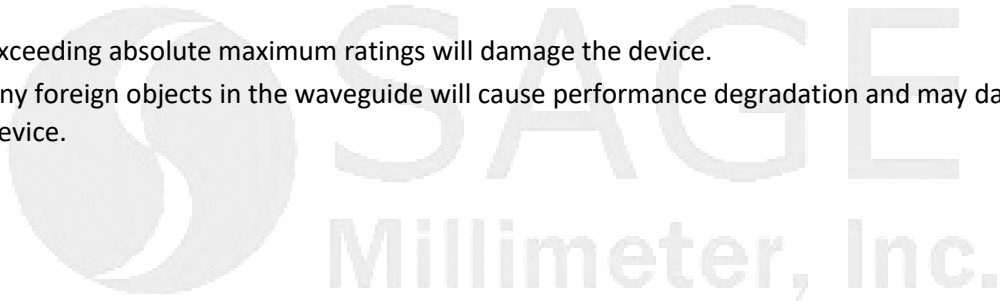 xceeding absolute maximum ratings will damage the device.
ny foreign objects in the waveguide will cause performance degradation and may da
evice.
SAGE
Millimeter, Inc.